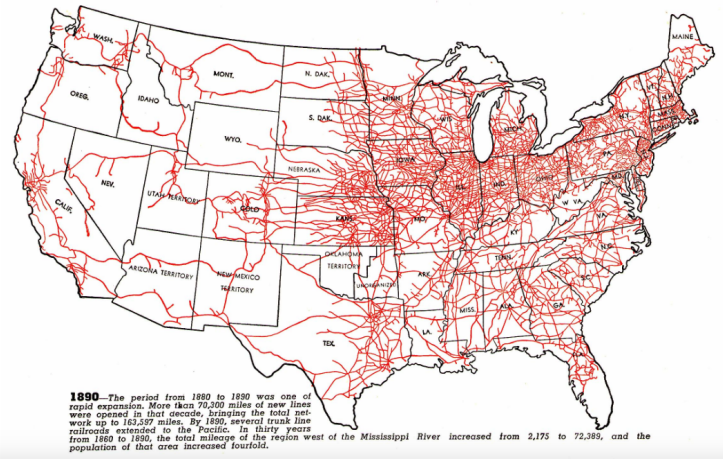 WASH.
MAINE
MONT.
N. DAK.
OREG.
IDAHO
MINN.
VT.
N.H.
S. DAK.
WIS.
N.Y.
MASS.
MICH.
CONN.
WYO.
IOWA
PA.
NEBRASKA
NEV.
UTAH TERRITORY
ILL.
IND.
OHIO
MD.
COLO
CALIF.
KANS.
MO.
W VA.
VA.
KY.
OKLAHOMA
TERRITORY
TENN.
N.C.
ARIZONA TERRITORY
NEW MEXICO
TERRITORY
UNORGANIZED
ARK.
S.C.
MISS.
ALA.
GA.
TEX.
LA.
FLA.
1890—The period from 1880 to 1890 was one of
rapid expansion. More than 70,300 miles of new lines
were opened in that decade, bringing the total net-
work up to 163,597 miles. By 1890, several trunk line
railroads extended to the Pacific. In thirty years
from 1860 to 1890, the total mileage of the region west of the Mississippi River increased from 2,175 to 72,389, and the
population of that area increased fourfold.